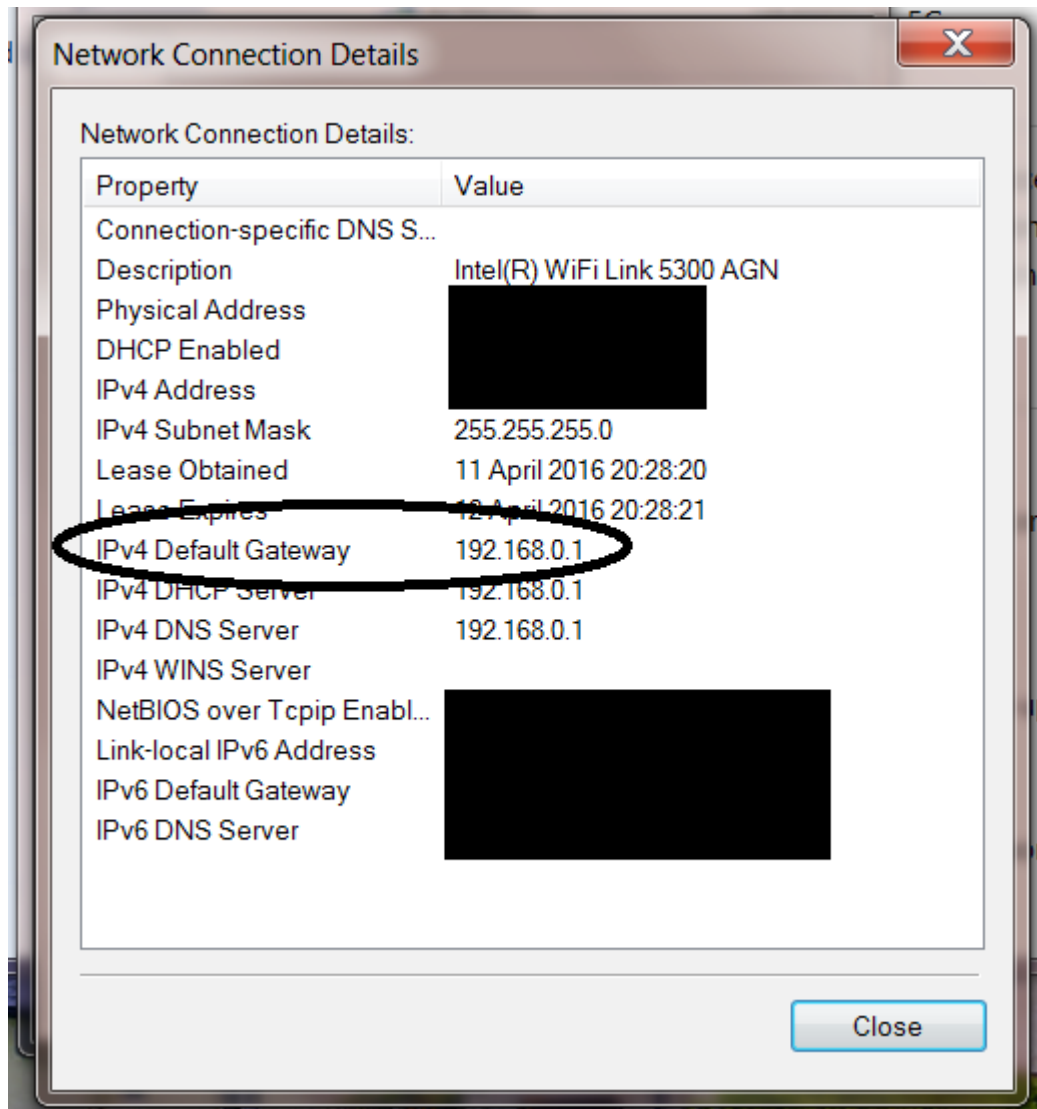 Network Connection Details
Network Connection Details:
Property Value
Connection-specific DNS S...
Description Intel(R) WiFi Link 5300 AGN
Physical Address
DHCP Enabled
IPv4 Address
IPv4 Subnet Mask 255.255.255.0
Lease Obtained 11 April 2016 20:28:20
Lease Expires 12 April 2016 20:28:21
IPv4 Default Gateway 192.168.0.1
IPv4 DHCP Server 192.168.0.1
IPv4 DNS Server 192.168.0.1
IPv4 WINS Server
NetBIOS over Tcpip Enabl...
Link-local IPv6 Address
IPv6 Default Gateway
IPv6 DNS Server
Close